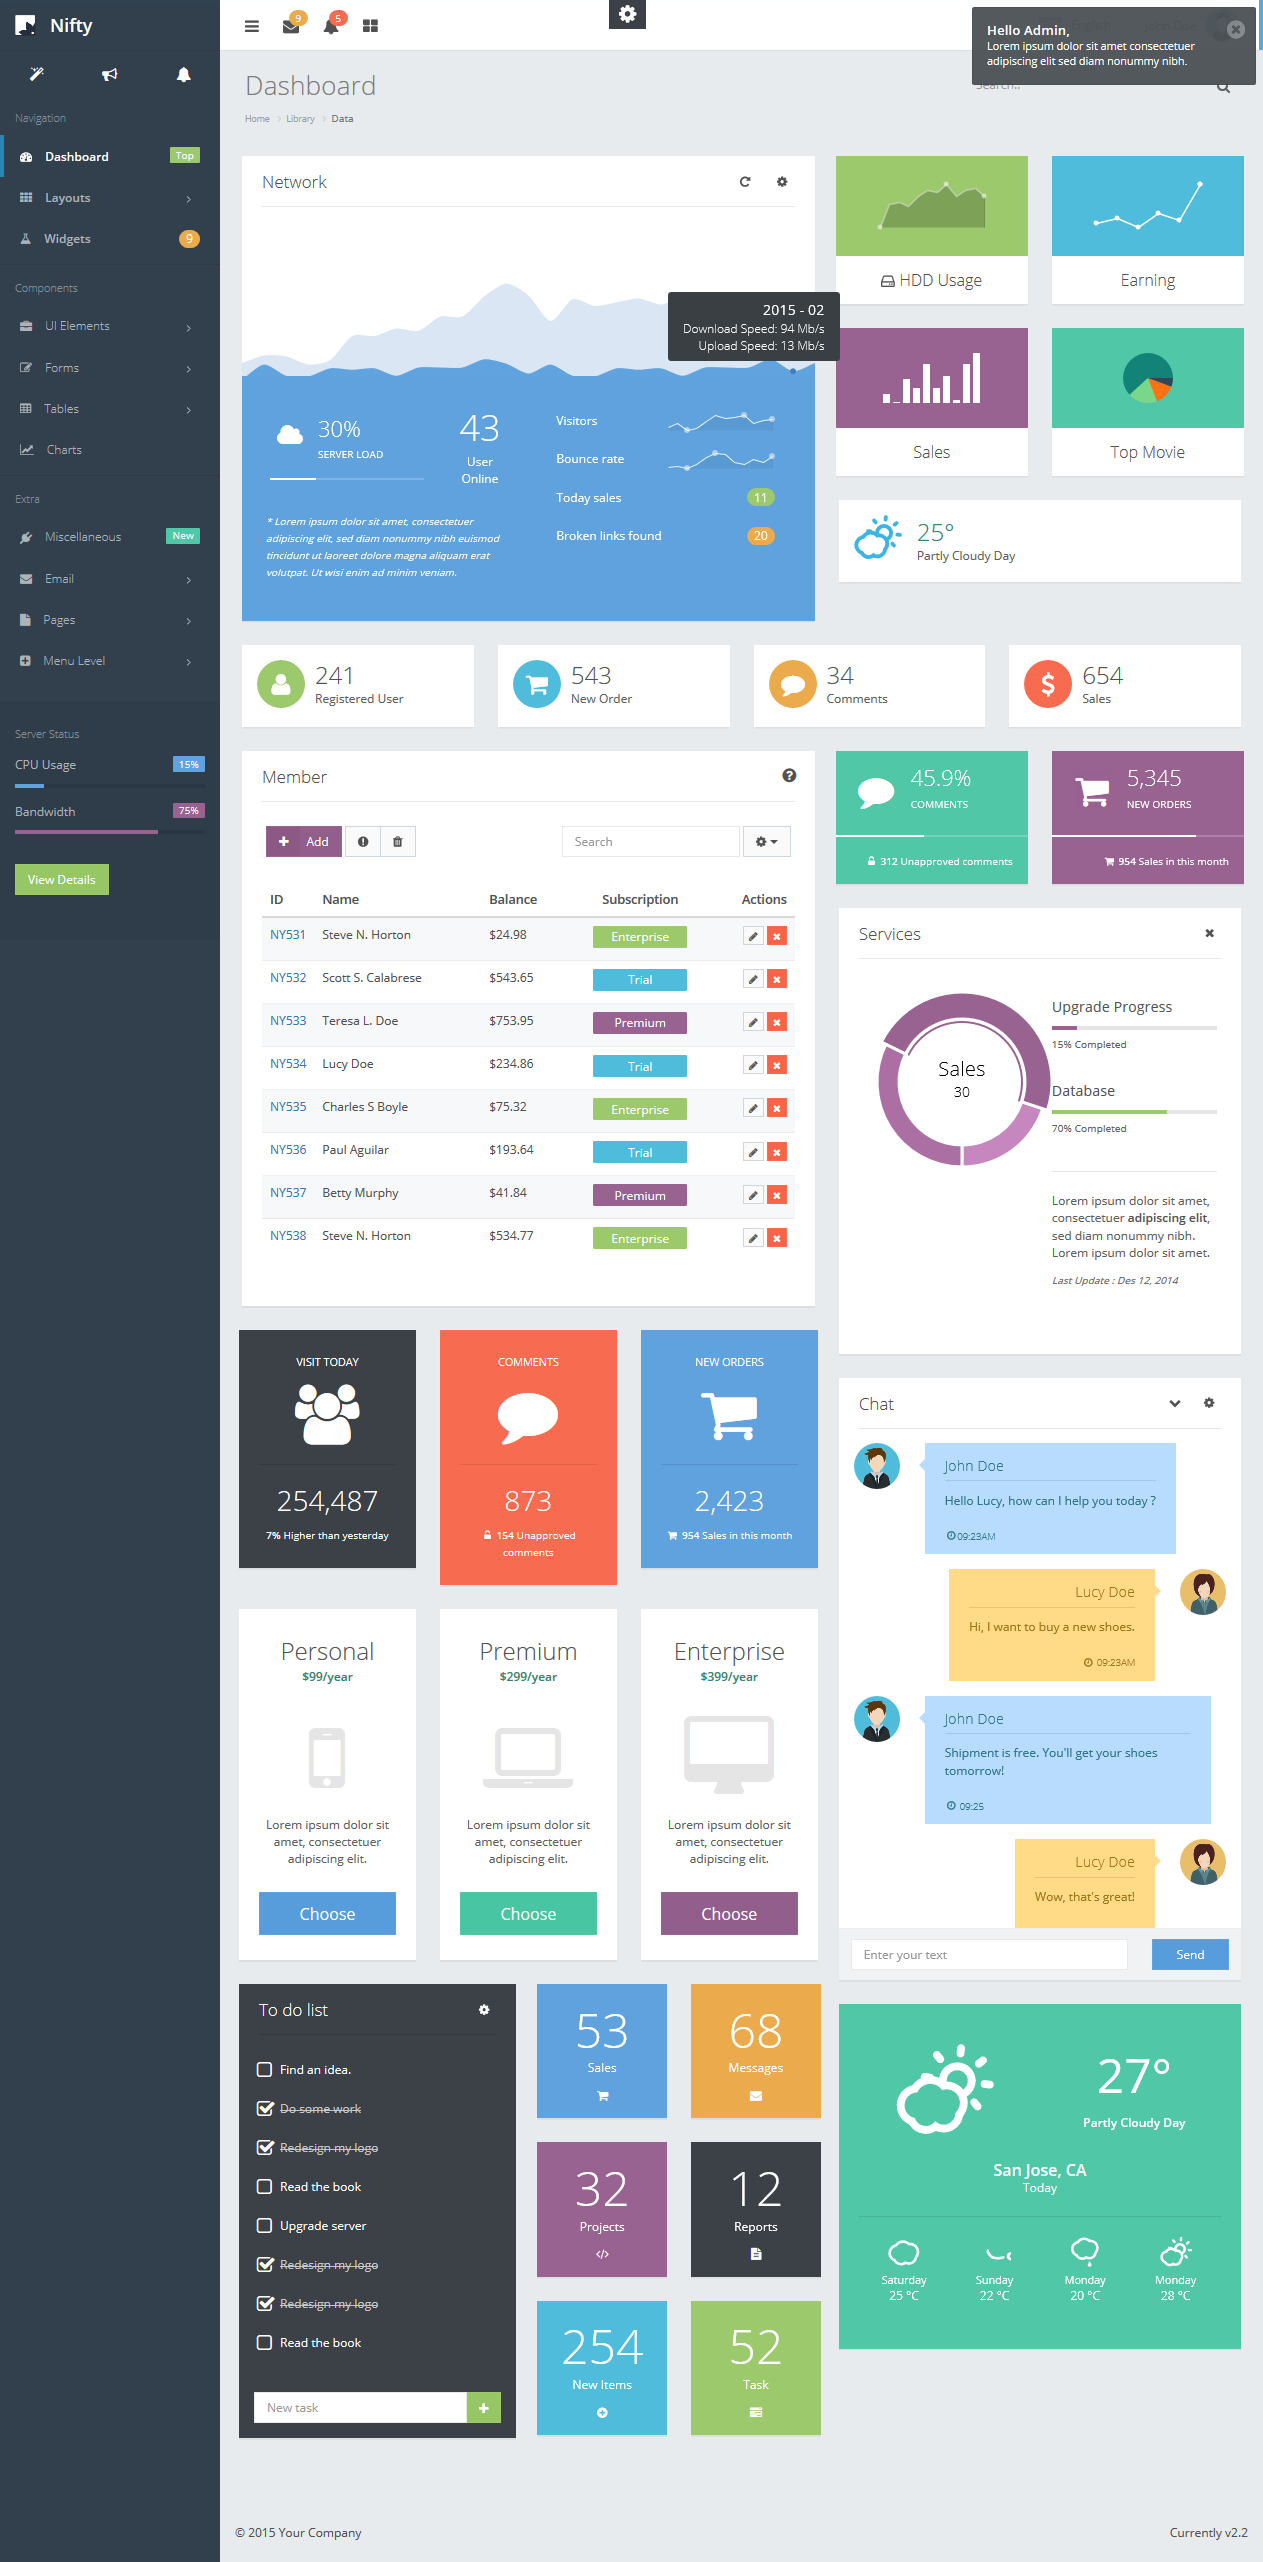 Nifty
9
5
Hello Admin,
Lorem ipsum dolor sit amet consectetuer
adipiscing elit sed diam nonummy nibh.
Navigation
Dashboard
Top
Layouts
Widgets
9
Components
UI Elements
Forms
Tables
Charts
Extra
Miscellaneous
New
Email
Pages
Menu Level
Server Status
CPU Usage
15%
Bandwidth
75%
View Details
Dashboard
Search..
Home
Library
Data
Network
2015 - 02
Download Speed: 94 Mb/s
Upload Speed: 13 Mb/s
30%
SERVER LOAD
43
User
Online
* Lorem ipsum dolor sit amet, consectetuer
adipiscing elit, sed diam nonummy nibh euismod
tincidunt ut laoreet dolore magna aliquam erat
volutpat. Ut wisi enim ad minim veniam.
Visitors
Bounce rate
Today sales
11
Broken links found
20
HDD Usage
Earning
Sales
Top Movie
25°
Partly Cloudy Day
241
Registered User
543
New Order
34
Comments
654
Sales
Member
Add
Search
ID Name Balance Subscription Actions
NY531 Steve N. Horton $24.98 Enterprise
NY532 Scott S. Calabrese $543.65 Trial
NY533 Teresa L. Doe $753.95 Premium
NY534 Lucy Doe $234.86 Trial
NY535 Charles S Boyle $75.32 Enterprise
NY536 Paul Aguilar $193.64 Trial
NY537 Betty Murphy $41.84 Premium
NY538 Steve N. Horton $534.77 Enterprise
45.9%
COMMENTS
312 Unapproved comments
5,345
NEW ORDERS
954 Sales in this month
Services
Sales
30
Upgrade Progress
15% Completed
Database
70% Completed
Lorem ipsum dolor sit amet,
consectetuer adipiscing elit,
sed diam nonummy nibh.
Lorem ipsum dolor sit amet.
Last Update : Des 12, 2014
VISIT TODAY
254,487
7% Higher than yesterday
COMMENTS
873
154 Unapproved
comments
NEW ORDERS
2,423
954 Sales in this month
Personal
$99/year
Lorem ipsum dolor sit
amet, consectetuer
adipiscing elit.
Choose
Premium
$299/year
Lorem ipsum dolor sit
amet, consectetuer
adipiscing elit.
Choose
Enterprise
$399/year
Lorem ipsum dolor sit
amet, consectetuer
adipiscing elit.
Choose
Chat
John Doe
Hello Lucy, how can I help you today ?
09:23AM
Lucy Doe
Hi, I want to buy a new shoes.
09:23AM
John Doe
Shipment is free. You'll get your shoes
tomorrow!
09:25
Lucy Doe
Wow, that's great!
Enter your text
Send
To do list
Find an idea.
Do some work
Redesign my logo
Read the book
Upgrade server
Redesign my logo
Redesign my logo
Read the book
New task
53
Sales
68
Messages
32
Projects
12
Reports
254
New Items
52
Task
27°
Partly Cloudy Day
San Jose, CA
Today
Saturday
25 °C
Sunday
22 °C
Monday
20 °C
Monday
28 °C
© 2015 Your Company
Currently v2.2